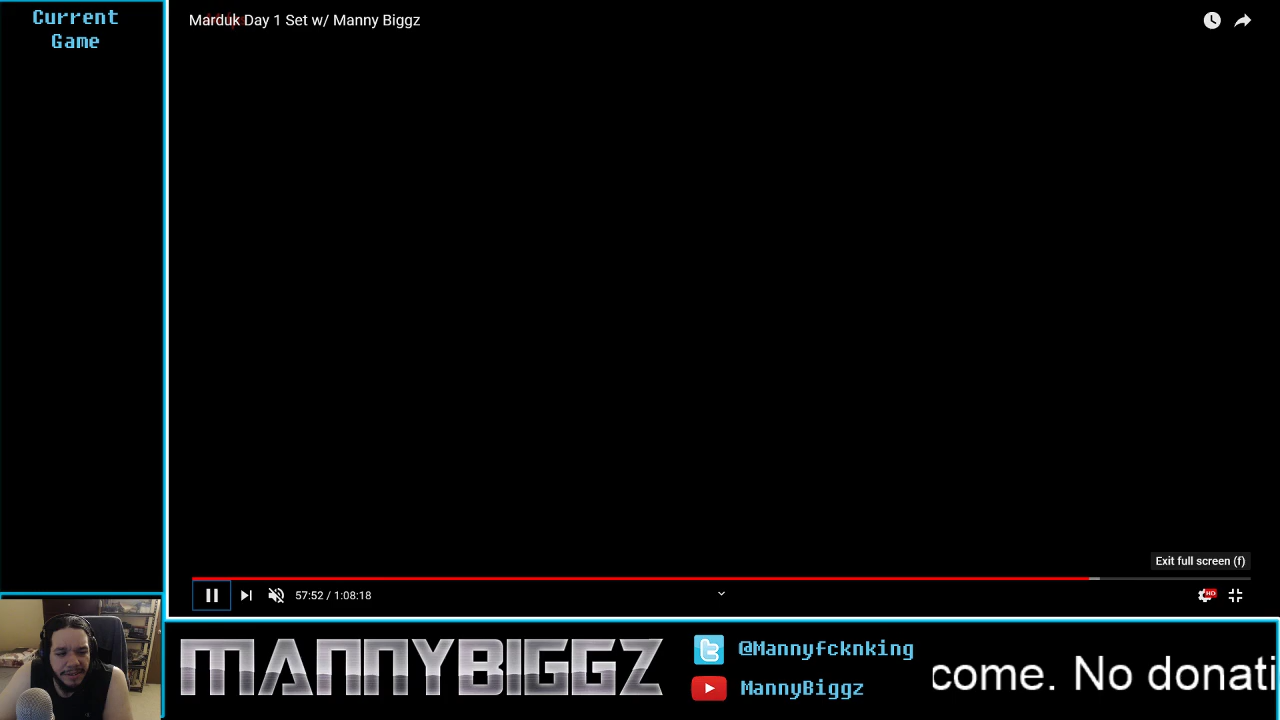 Current
Game
Marduk Day 1 Set w/ Manny Biggz
Exit full screen (f)
57:52 / 1:08:18
HD
MANNYBIGGZ
@Mannyfcknking
MannyBiggz
come. No donati